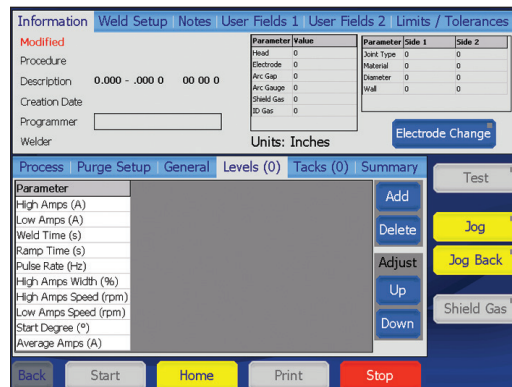 Information Weld Setup Notes User Fields 1 User Fields 2 Limits / Tolerances
Modified
Procedure
Description 0.000 - .000 0 00 00 0
Creation Date
Programmer
Welder
Parameter Value
Head 0
Electrode 0
Arc Gap 0
Arc Gauge 0
Shield Gas 0
ID Gas 0
Units: Inches
Parameter Side 1 Side 2
Joint Type 0 0
Material 0 0
Diameter 0 0
Wall 0 0
Electrode Change
Process Purge Setup General Levels (0) Tacks (0) Summary
Parameter
High Amps (A)
Low Amps (A)
Weld Time (s)
Ramp Time (s)
Pulse Rate (Hz)
High Amps Width (%)
High Amps Speed (rpm)
Low Amps Speed (rpm)
Start Degree (º)
Average Amps (A)
Add
Delete
Adjust
Up
Down
Test
Jog
Jog Back
Shield Gas
Back Start Home Print Stop